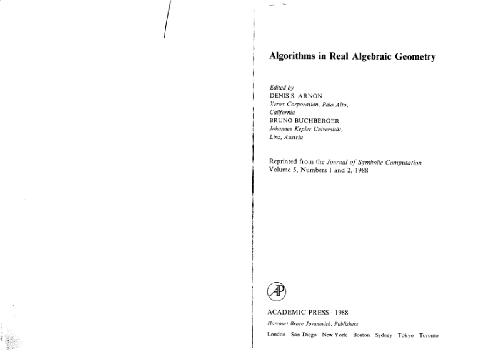 Algorithms in Real Algebraic Geometry
Edited by
DENIS S. ARNON
Xerox Corporation, Palo Alto,
California
BRUNO BUCHBERGER
Johannes Kepler Universität,
Linz, Austria
Reprinted from the Journal of Symbolic Computation
Volume 5, Numbers 1 and 2, 1988
AP
ACADEMIC PRESS 1988
Harcourt Brace Jovanovich, Publishers
London San Diego New York Boston Sydney Tokyo Toronto